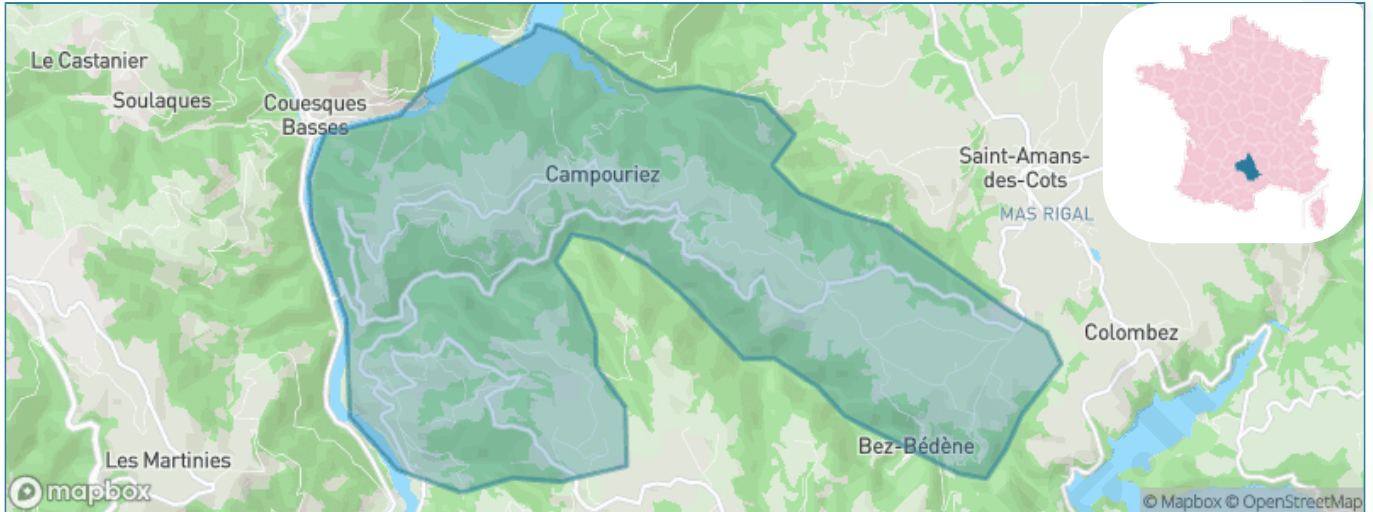 Le Castanier
Soulaques
Couesques
Basses
Campouriez
Saint-Amans-
des-Cots
MAS RIGAL
Colombez
Bez-Bédène
Les Martinies
mapbox
© Mapbox © OpenStreetMap